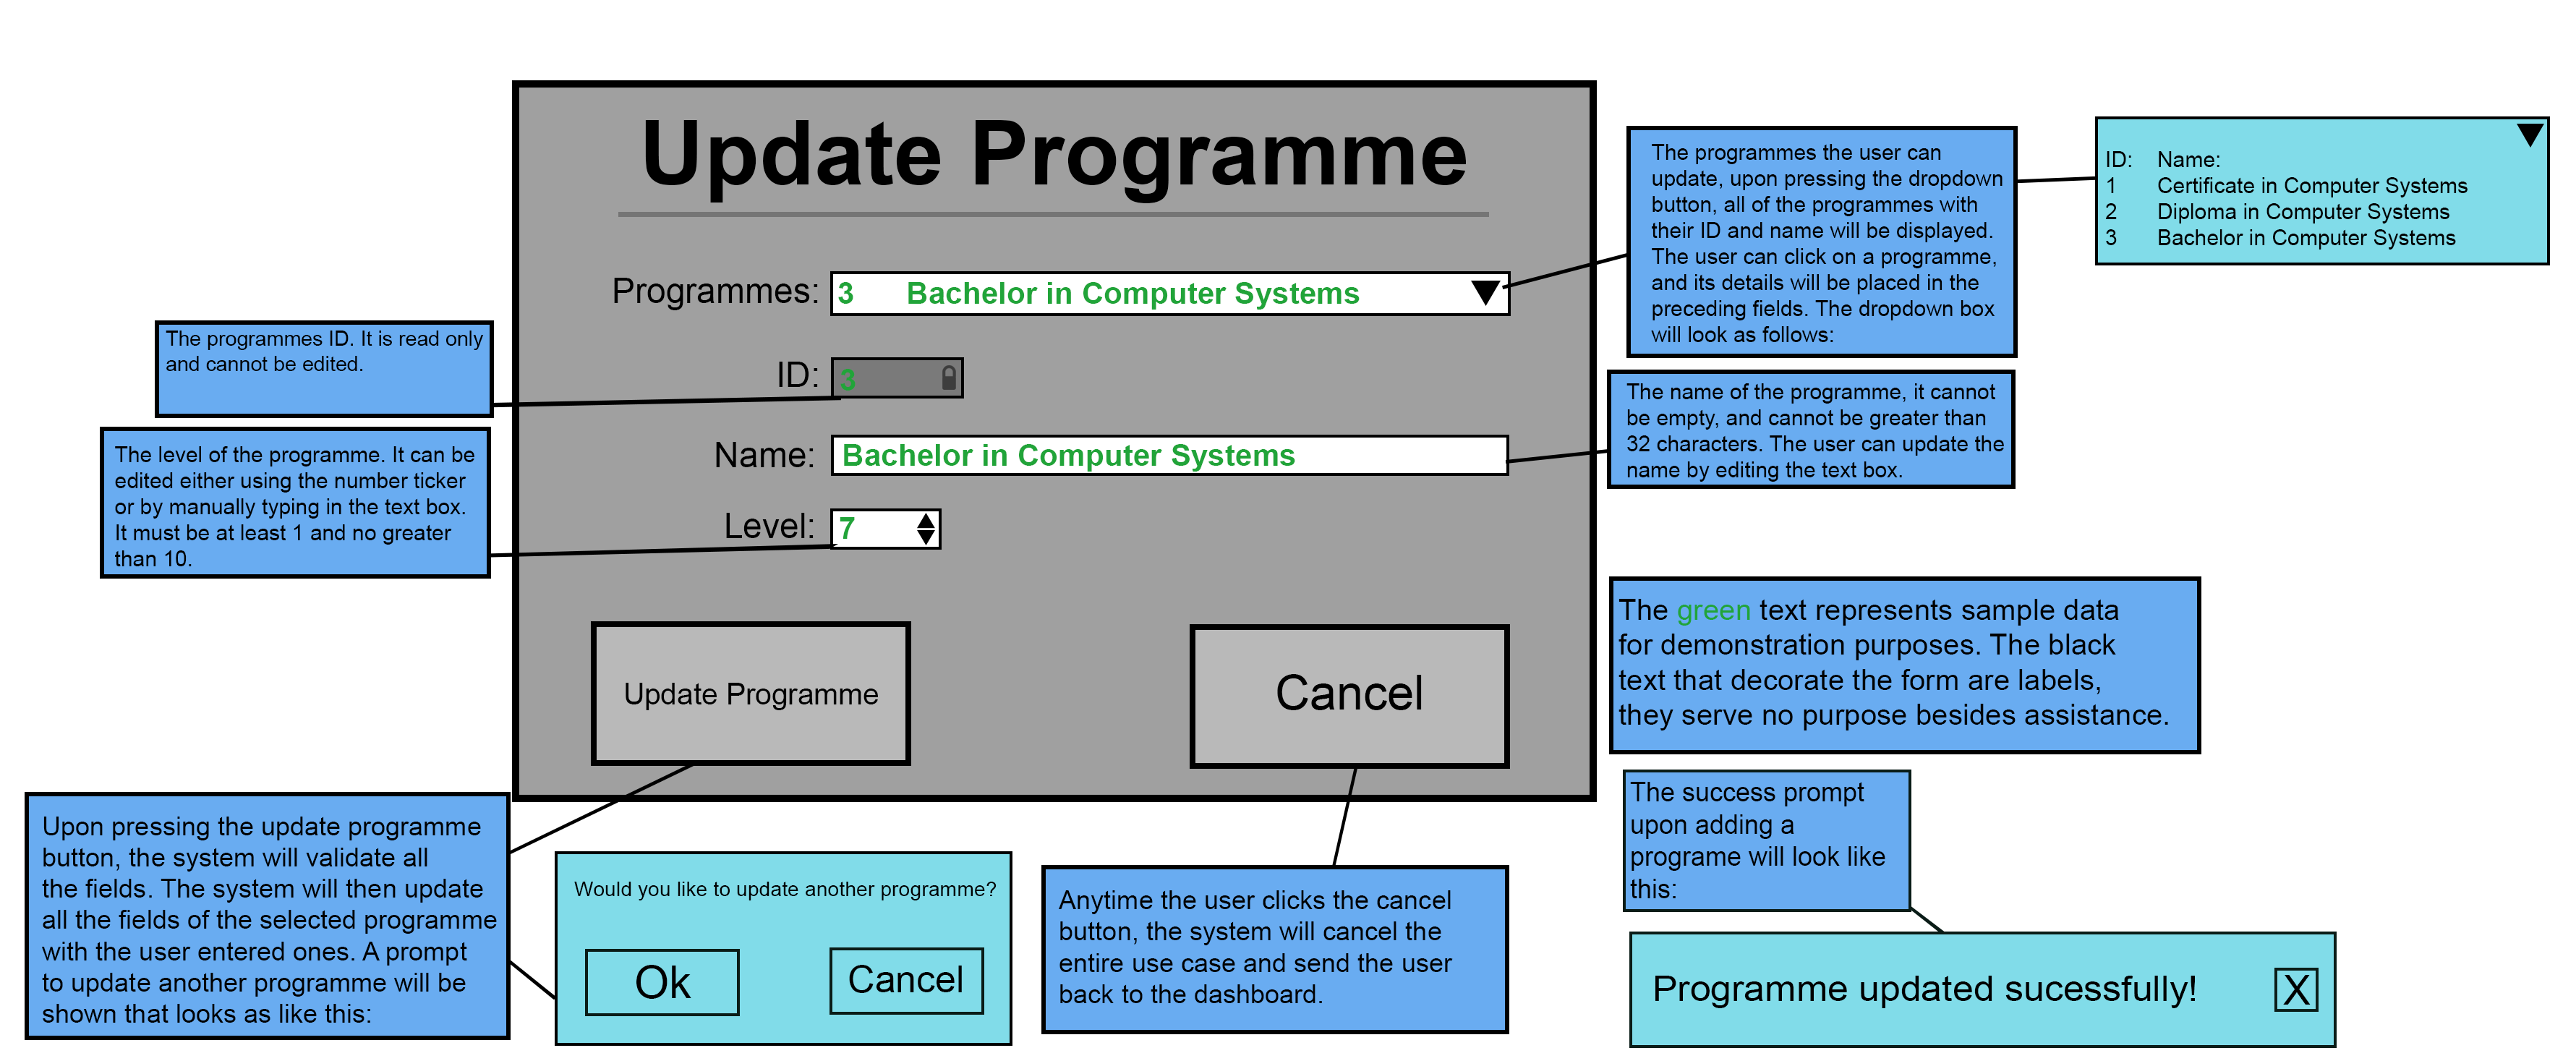 Update Programme
Programmes:
3 Bachelor in Computer Systems
ID:
3
Name:
Bachelor in Computer Systems
Level:
7
Update Programme
Cancel
The programmes ID. It is read only
and cannot be edited.
The level of the programme. It can be
edited either using the number ticker
or by manually typing in the text box.
It must be at least 1 and no greater
than 10.
The programmes the user can
update, upon pressing the dropdown
button, all of the programmes with
their ID and name will be displayed.
The user can click on a programme,
and its details will be placed in the
preceding fields. The dropdown box
will look as follows:
ID: Name:
1 Certificate in Computer Systems
2 Diploma in Computer Systems
3 Bachelor in Computer Systems
The name of the programme, it cannot
be empty, and cannot be greater than
32 characters. The user can update the
name by editing the text box.
The green text represents sample data
for demonstration purposes. The black
text that decorate the form are labels,
they serve no purpose besides assistance.
Upon pressing the update programme
button, the system will validate all
the fields. The system will then update
all the fields of the selected programme
with the user entered ones. A prompt
to update another programme will be
shown that looks as like this:
Would you like to update another programme?
Ok
Cancel
Anytime the user clicks the cancel
button, the system will cancel the
entire use case and send the user
back to the dashboard.
The success prompt
upon adding a
programe will look like
this:
Programme updated sucessfully!
X